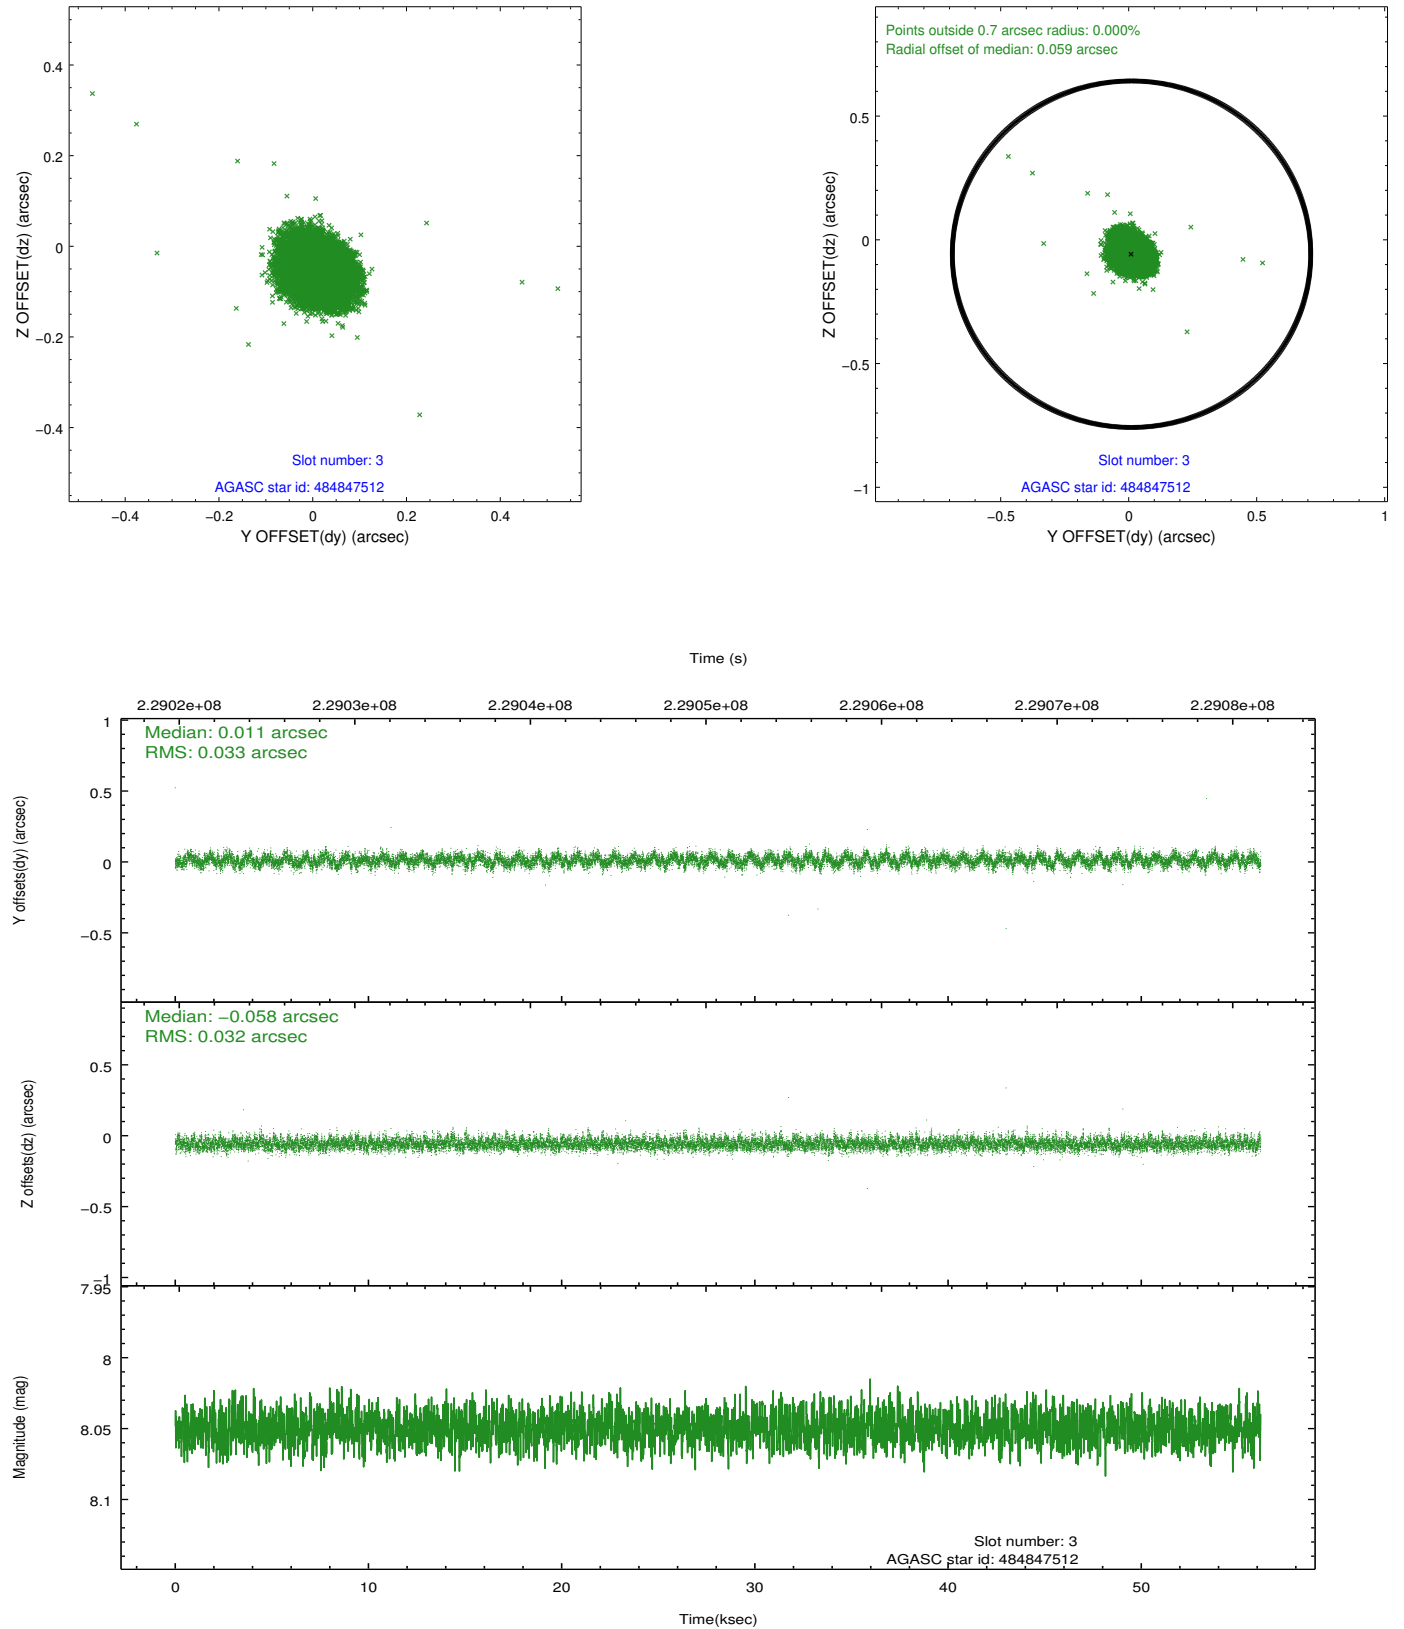 0.4
0.2
0
−0.2
−0.4
Z OFFSET(dz) (arcsec)
Slot number: 3
AGASC star id: 484847512
−0.4 −0.2 0 0.2 0.4
Y OFFSET(dy) (arcsec)
Points outside 0.7 arcsec radius: 0.000%
Radial offset of median: 0.059 arcsec
0.5
0
−0.5
−1
Z OFFSET(dz) (arcsec)
Slot number: 3
AGASC star id: 484847512
−0.5 0 0.5 1
Y OFFSET(dy) (arcsec)
Time (s)
2.2902e+08 2.2903e+08 2.2904e+08 2.2905e+08 2.2906e+08 2.2907e+08 2.2908e+08
Median: 0.011 arcsec
RMS: 0.033 arcsec
1
0.5
0
−0.5
Y offsets(dy) (arcsec)
Median: −0.058 arcsec
RMS: 0.032 arcsec
0.5
0
−0.5
−1
Z offsets(dz) (arcsec)
7.95
8
8.05
8.1
Magnitude (mag)
Slot number: 3
AGASC star id: 484847512
0 10 20 30 40 50
Time(ksec)